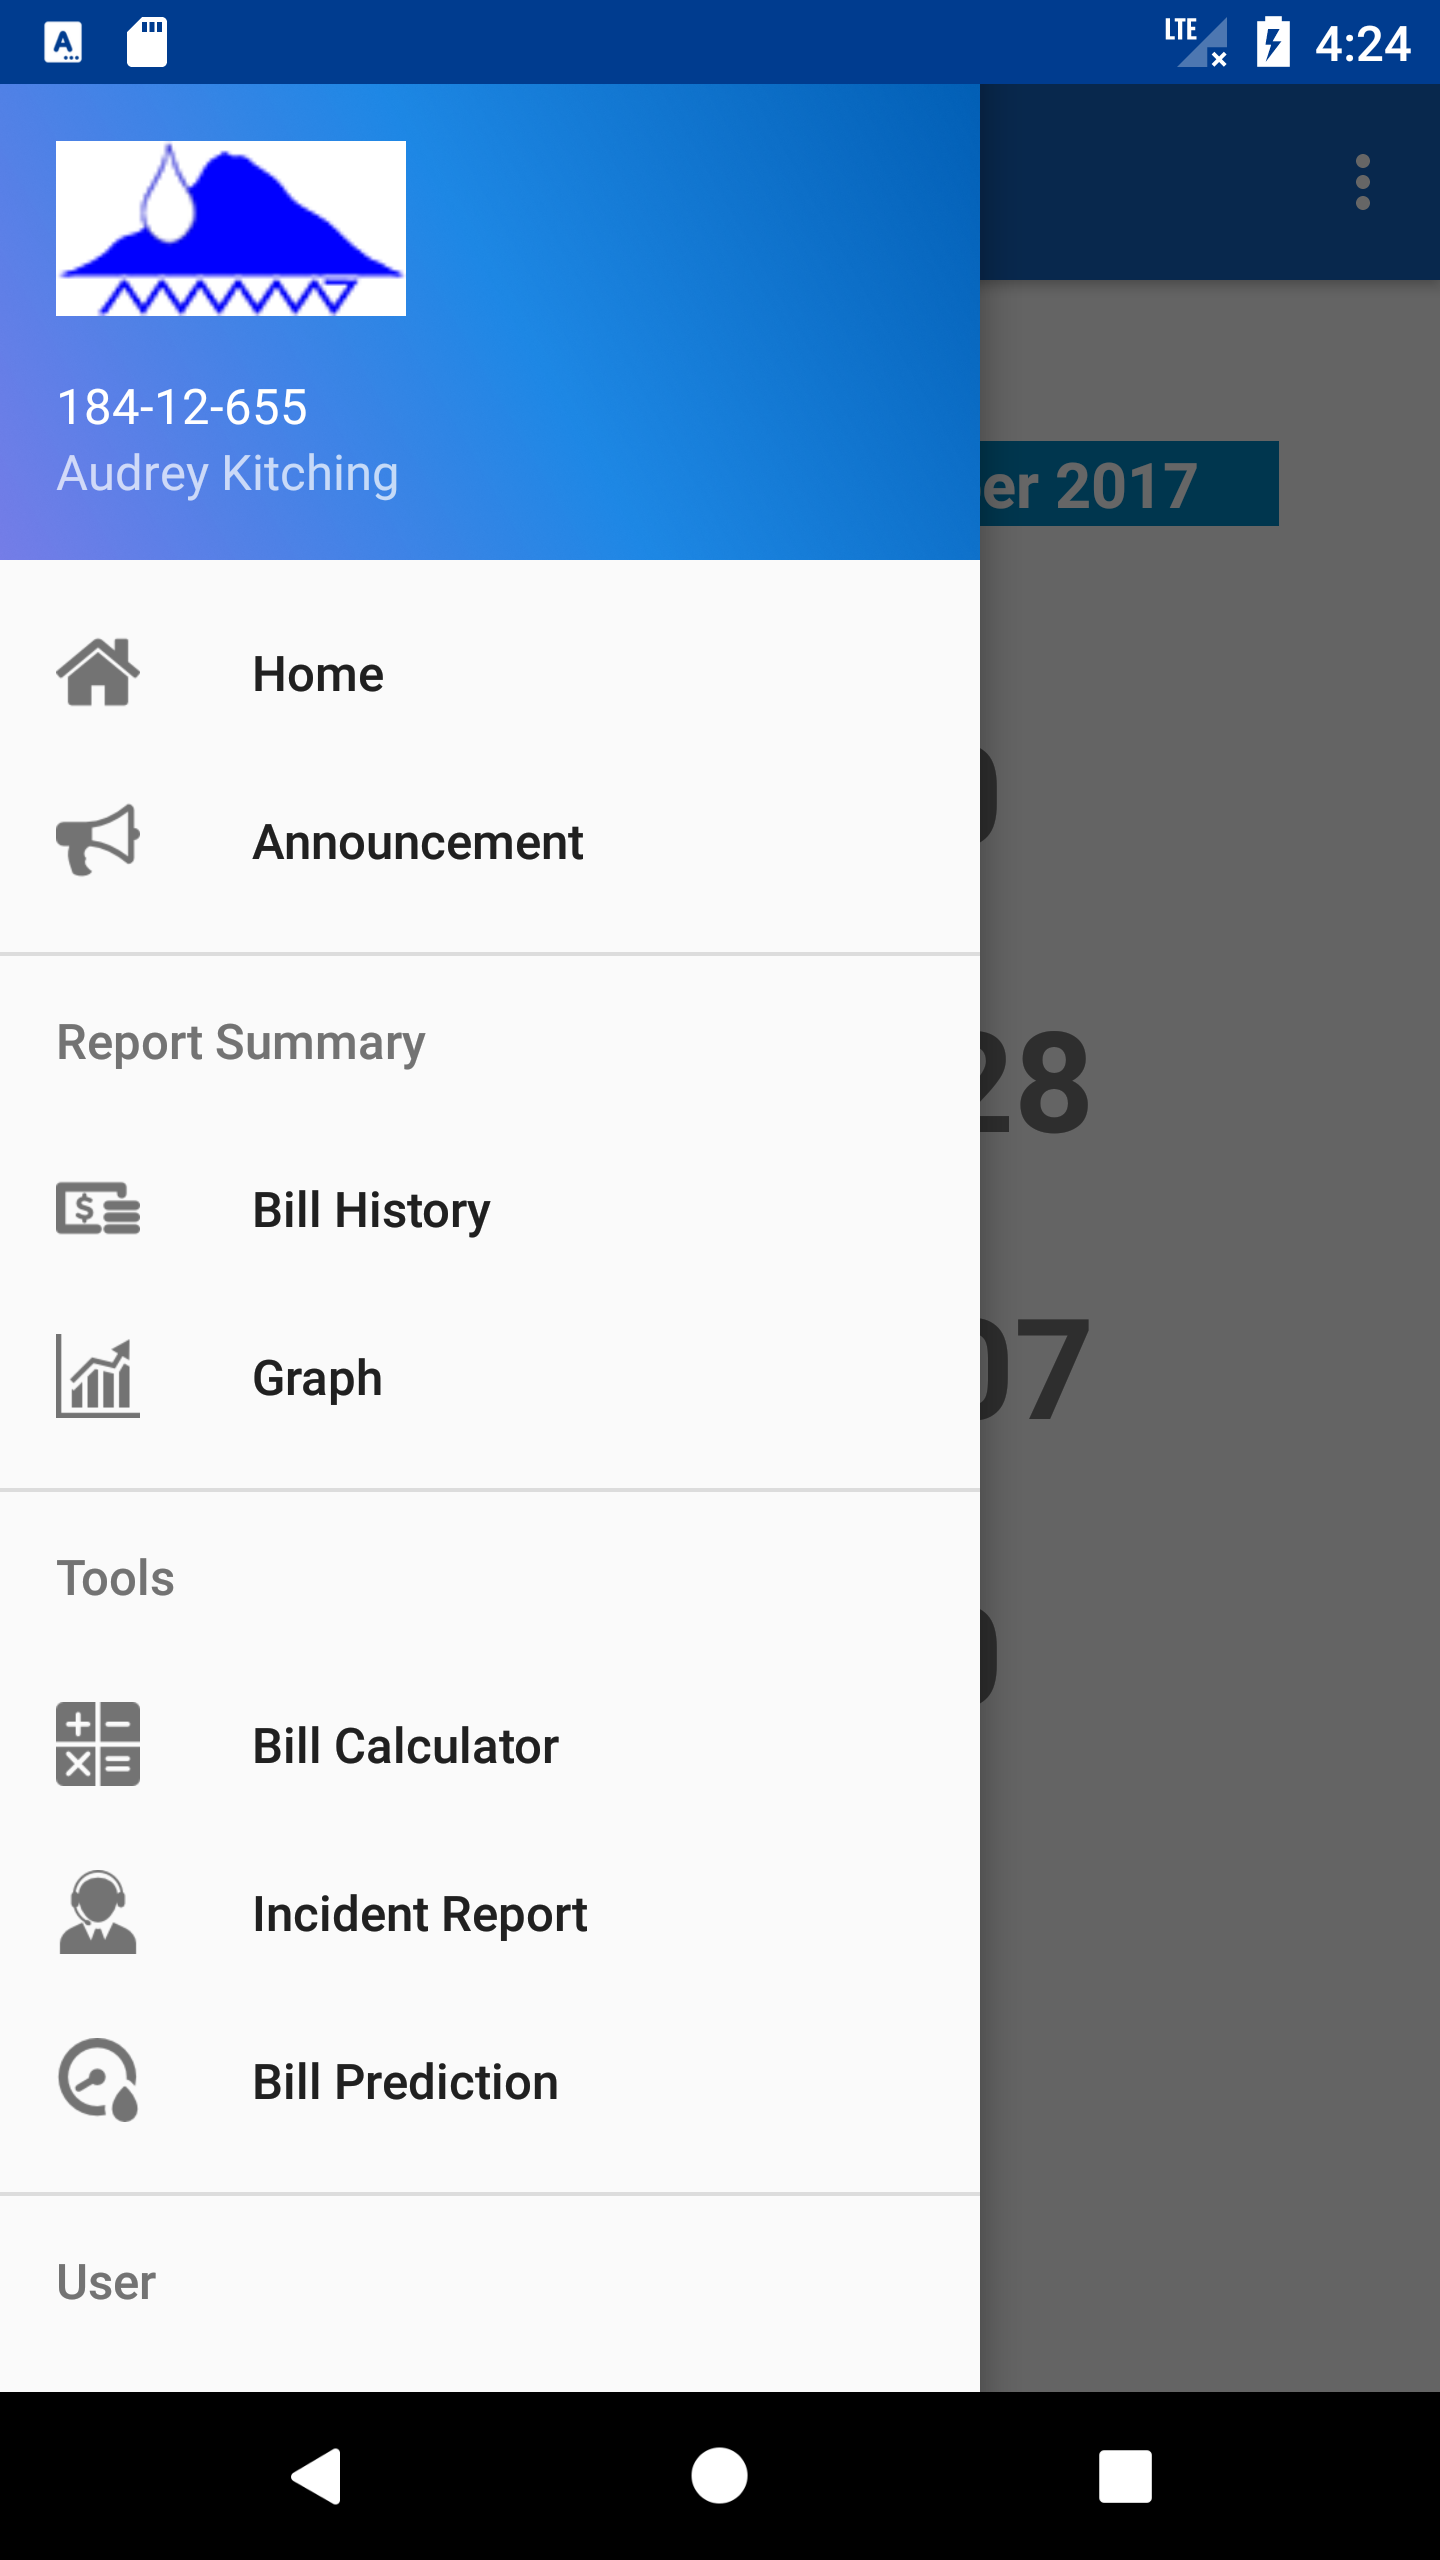 LTE 4:24
184-12-655
Audrey Kitching
2017
Home
Announcement
28
Report Summary
Bill History
Graph
07
Tools
Bill Calculator
Incident Report
Bill Prediction
User